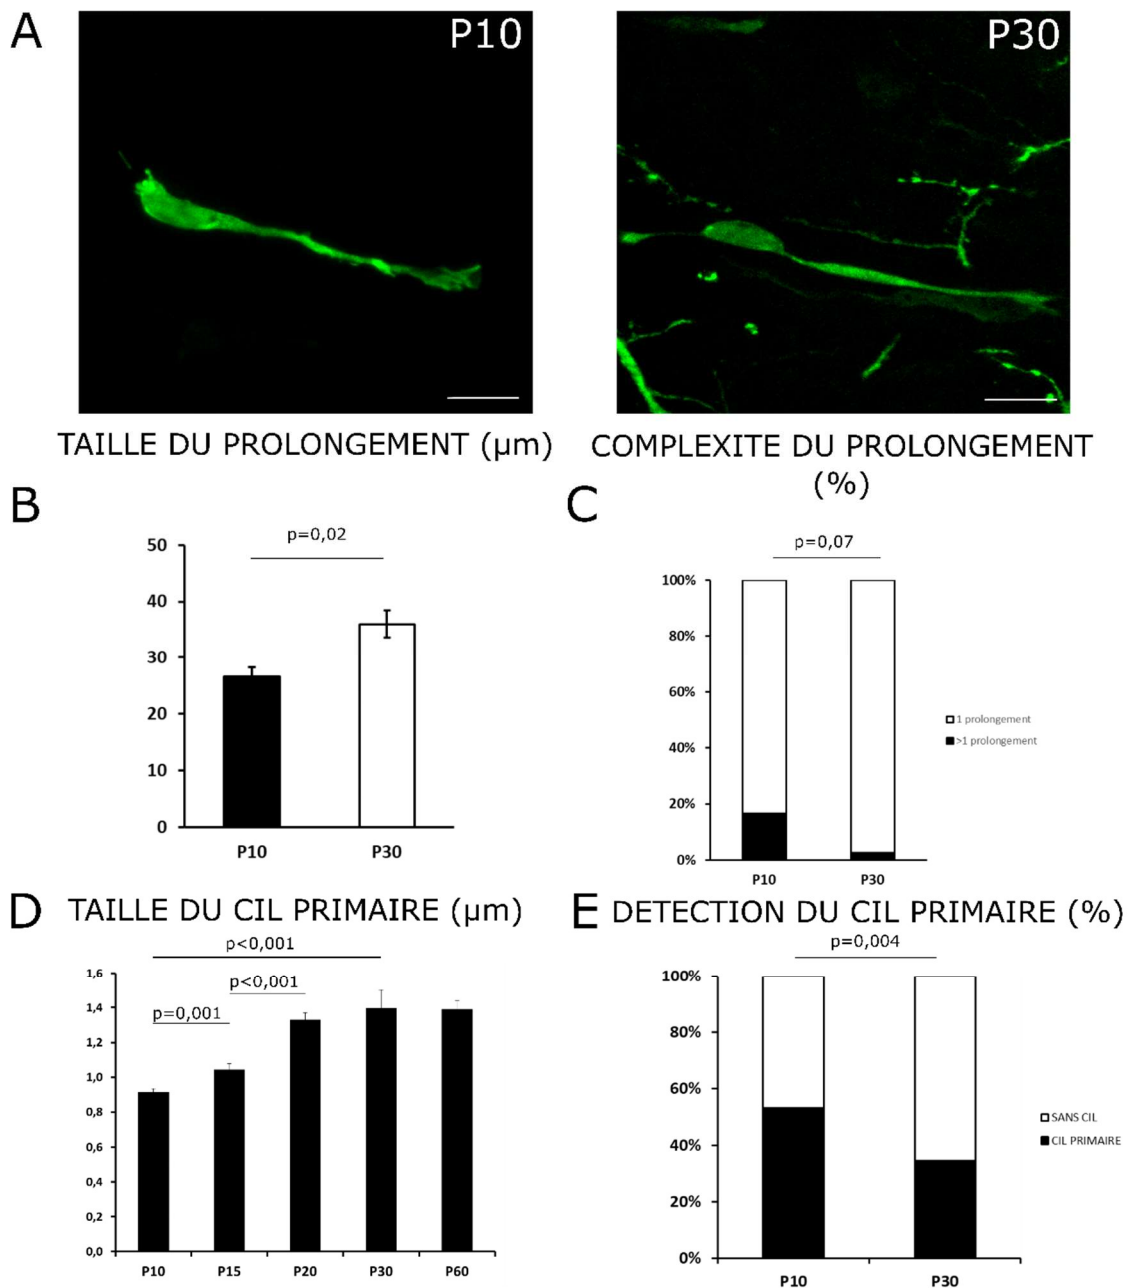 A
P10
P30
TAILLE DU PROLONGEMENT (µm)
COMPLEXITE DU PROLONGEMENT
(%)
B
p=0,02
50
40
30
20
10
0
P10
P30
C
p=0,07
100%
80%
60%
40%
20%
0%
P10
P30
1 prolongement
>1 prolongement
D
TAILLE DU CIL PRIMAIRE (µm)
p<0,001
p<0,001
p=0,001
1,6
1,4
1,2
1,0
0,8
0,6
0,4
0,2
0,0
P10
P15
P20
P30
P60
E
DETECTION DU CIL PRIMAIRE (%)
p=0,004
100%
80%
60%
40%
20%
0%
P10
P30
SANS CIL
CIL PRIMAIRE